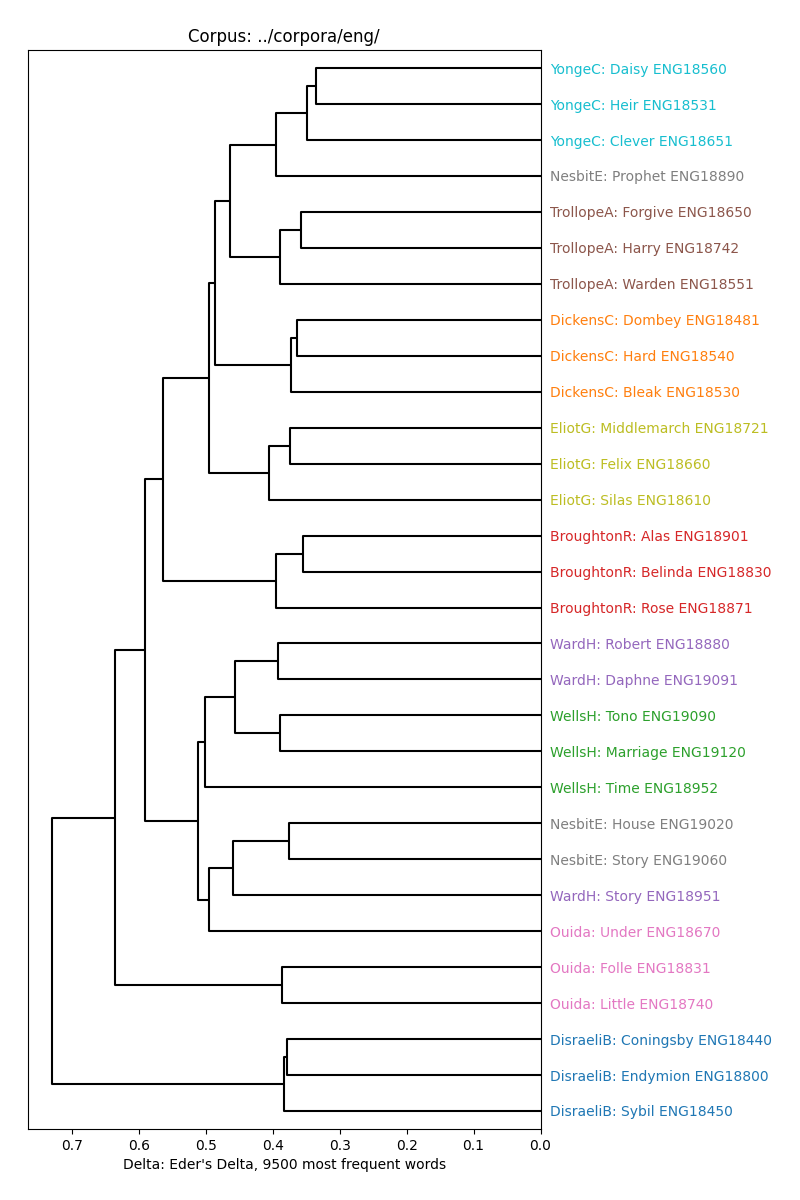 Corpus: ../corpora/eng/
YongeC: Daisy ENG18560
YongeC: Heir ENG18531
YongeC: Clever ENG18651
NesbitE: Prophet ENG18890
TrollopeA: Forgive ENG18650
TrollopeA: Harry ENG18742
TrollopeA: Warden ENG18551
DickensC: Dombey ENG18481
DickensC: Hard ENG18540
DickensC: Bleak ENG18530
EliotG: Middlemarch ENG18721
EliotG: Felix ENG18660
EliotG: Silas ENG18610
BroughtonR: Alas ENG18901
BroughtonR: Belinda ENG18830
BroughtonR: Rose ENG18871
WardH: Robert ENG18880
WardH: Daphne ENG19091
WellsH: Tono ENG19090
WellsH: Marriage ENG19120
WellsH: Time ENG18952
NesbitE: House ENG19020
NesbitE: Story ENG19060
WardH: Story ENG18951
Ouida: Under ENG18670
Ouida: Folle ENG18831
Ouida: Little ENG18740
DisraeliB: Coningsby ENG18440
DisraeliB: Endymion ENG18800
DisraeliB: Sybil ENG18450
0.7 0.6 0.5 0.4 0.3 0.2 0.1 0.0
Delta: Eder's Delta, 9500 most frequent words